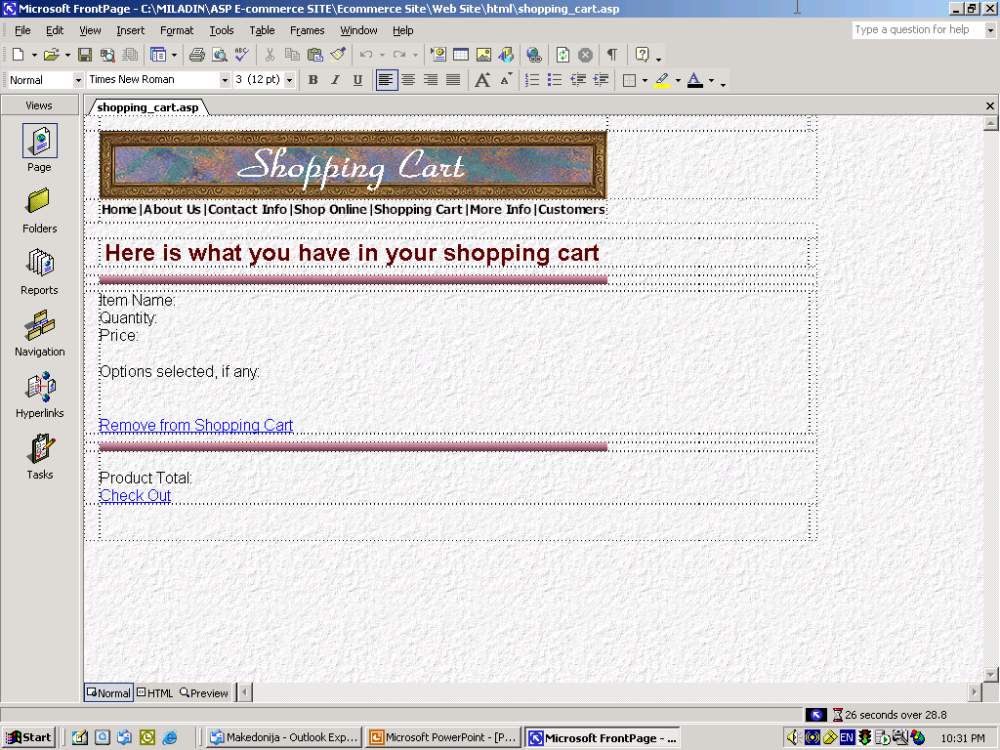 Microsoft FrontPage - C:\MILADIN\ASP E-commerce SITE\Ecommerce Site\Web Site\html\shopping_cart.asp
File Edit View Insert Format Tools Table Frames Window Help Type a question for help
Normal Times New Roman 3 (12 pt) B I U A A A
Views shopping_cart.asp
Page
Folders
Reports
Navigation
Hyperlinks
Tasks
Shopping Cart
Home|About Us|Contact Info|Shop Online|Shopping Cart|More Info|Customers
Here is what you have in your shopping cart
Item Name:
Quantity:
Price:
Options selected, if any:
Remove from Shopping Cart
Product Total:
Check Out
Normal HTML Preview
26 seconds over 28.8
Start Makedonija - Outlook Exp... Microsoft PowerPoint - [P... Microsoft FrontPage - ... EN 10:31 PM